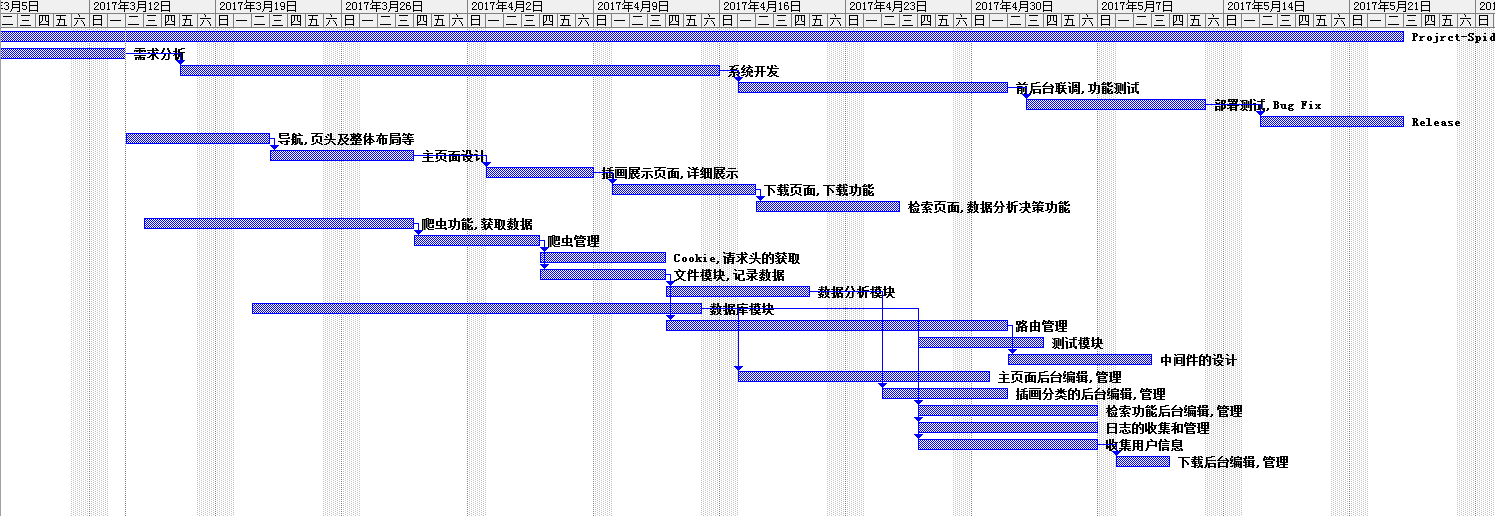 3月5日 2017年3月12日 2017年3月19日 2017年3月26日 2017年4月2日 2017年4月9日 2017年4月16日 2017年4月23日 2017年4月30日 2017年5月7日 2017年5月14日 2017年5月21日 201
二 三 四 五 六 日 一 二 三 四 五 六 日 一 二 三 四 五 六 日 一 二 三 四 五 六 日 一 二 三 四 五 六 日 一 二 三 四 五 六 日 一 二 三 四 五 六 日 一 二 三 四 五 六 日 一 二 三 四 五 六 日 一 二 三 四 五 六 日 一 二 三 四 五 六 日 一 二 三 四 五 六 日
Projrct-Spid
需求分析
系统开发
前后台联调,功能测试
部署测试,Bug Fix
Release
导航,页头及整体布局等
主页面设计
插画展示页面,详细展示
下载页面,下载功能
检索页面,数据分析决策功能
爬虫功能,获取数据
爬虫管理
Cookie,请求头的获取
文件模块,记录数据
数据分析模块
数据库模块
路由管理
测试模块
中间件的设计
主页面后台编辑,管理
插画分类的后台编辑,管理
检索功能后台编辑,管理
日志的收集和管理
收集用户信息
下载后台编辑,管理